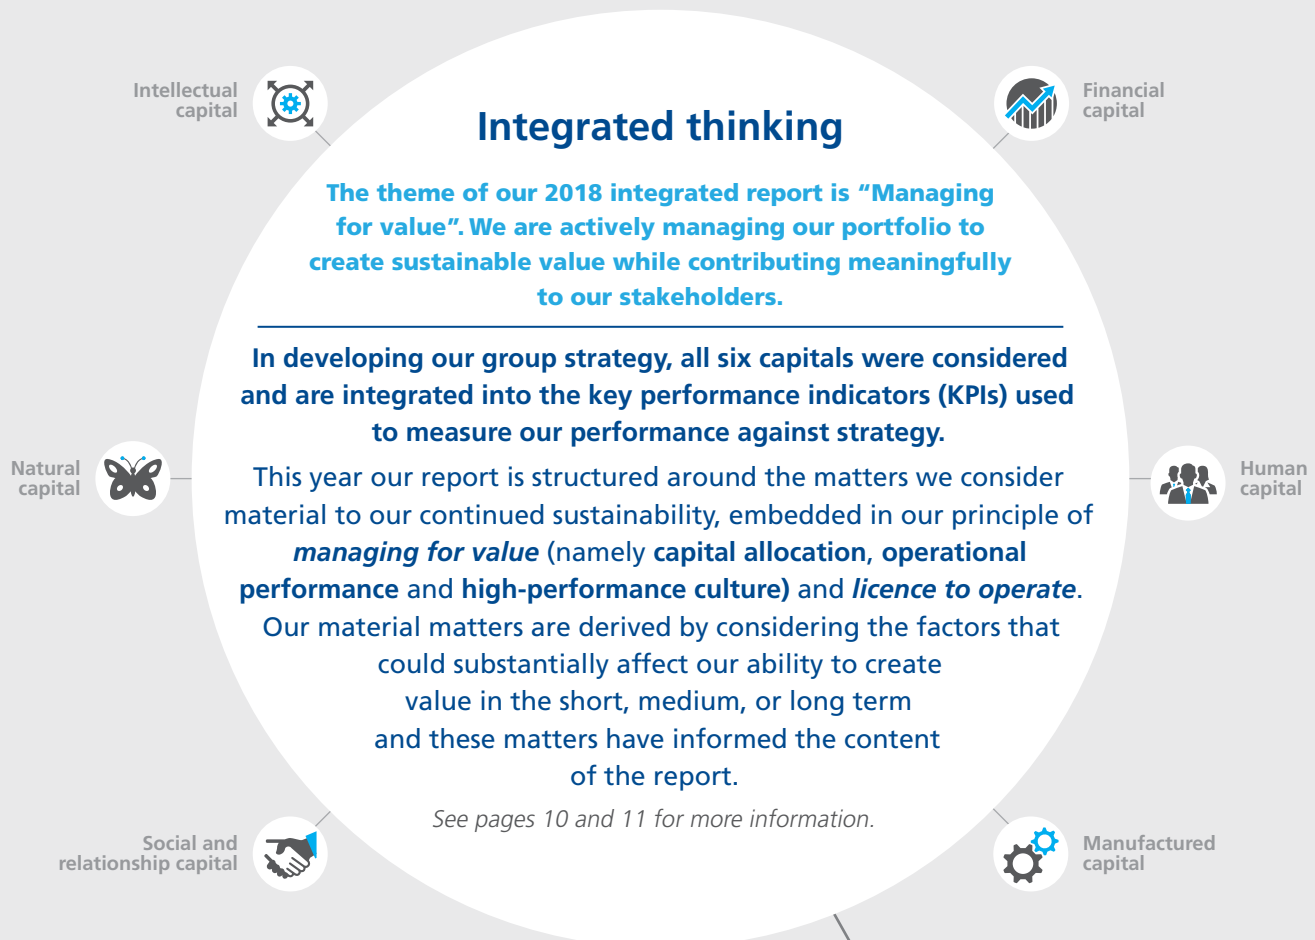 Intellectual
capital
Financial
capital
Integrated thinking
The theme of our 2018 integrated report is “Managing
for value”. We are actively managing our portfolio to
create sustainable value while contributing meaningfully
to our stakeholders.
In developing our group strategy, all six capitals were considered
and are integrated into the key performance indicators (KPIs) used
to measure our performance against strategy.
Natural
capital
Human
capital
This year our report is structured around the matters we consider
material to our continued sustainability, embedded in our principle of
managing for value (namely capital allocation, operational
performance and high-performance culture) and licence to operate.
Our material matters are derived by considering the factors that
could substantially affect our ability to create
value in the short, medium, or long term
and these matters have informed the content
of the report.
See pages 10 and 11 for more information.
Social and
relationship capital
Manufactured
capital